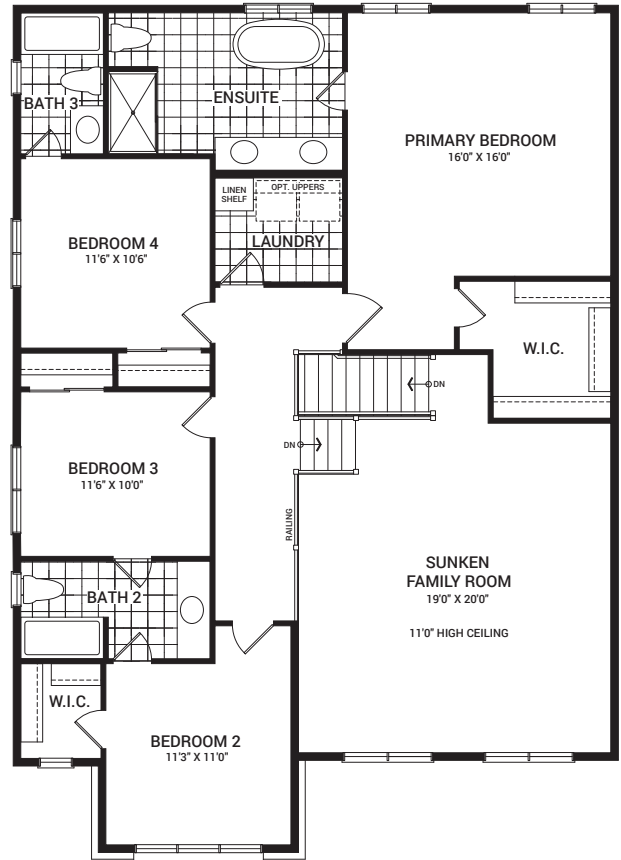 BATH 3
ENSUITE
PRIMARY BEDROOM
16'0" X 16'0"
LINEN
SHELF
OPT. UPPERS
LAUNDRY
BEDROOM 4
11'6" X 10'6"
W.I.C.
DN
DN
BEDROOM 3
11'6" X 10'0"
RAILING
SUNKEN
FAMILY ROOM
19'0" X 20'0"
11'0" HIGH CEILING
BATH 2
W.I.C.
BEDROOM 2
11'3" X 11'0"